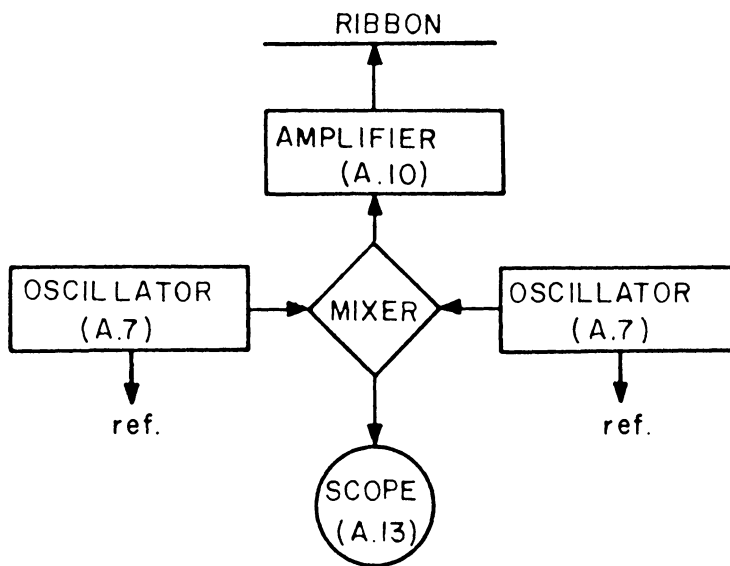 RIBBON
AMPLIFIER
(A.10)
OSCILLATOR
(A.7)
MIXER
OSCILLATOR
(A.7)
ref.
ref.
SCOPE
(A.13)